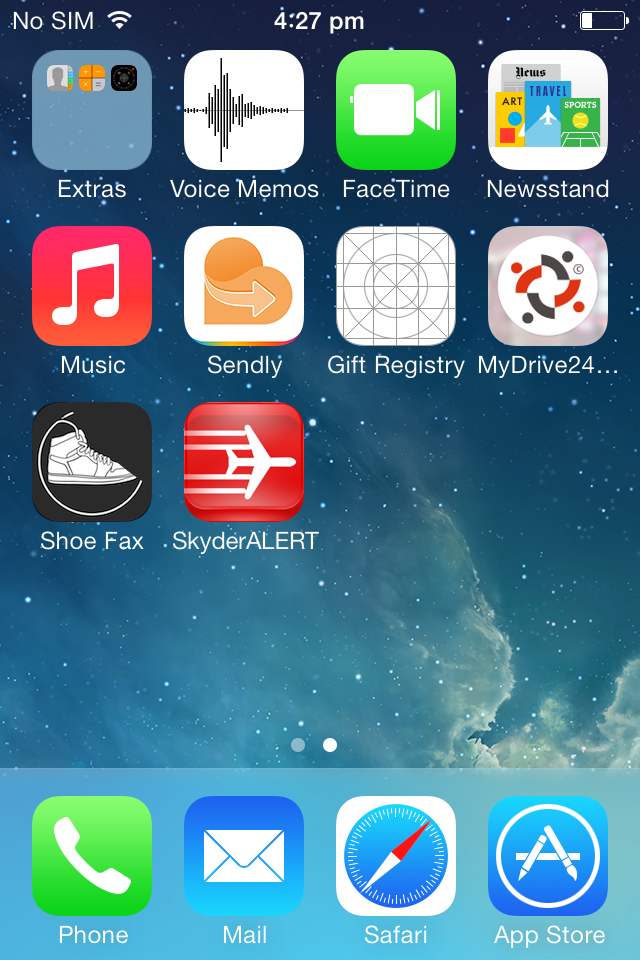 No SIM 4:27 pm
News
TRAVEL
ART
SPORTS
Extras Voice Memos FaceTime Newsstand
©
Music Sendly Gift Registry MyDrive24...
Shoe Fax SkyderALERT
Phone Mail Safari App Store